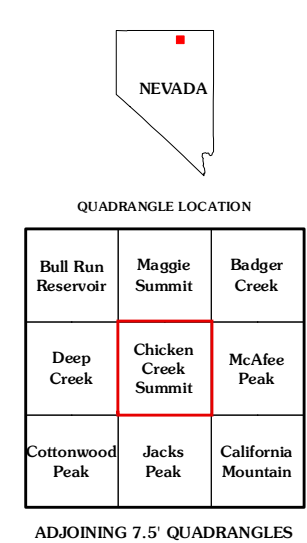 NEVADA
QUADRANGLE LOCATION
Bull Run
Reservoir
Maggie
Summit
Badger
Creek
Deep
Creek
Chicken
Creek
Summit
McAfee
Peak
Cottonwood
Peak
Jacks
Peak
California
Mountain
ADJOINING 7.5' QUADRANGLES